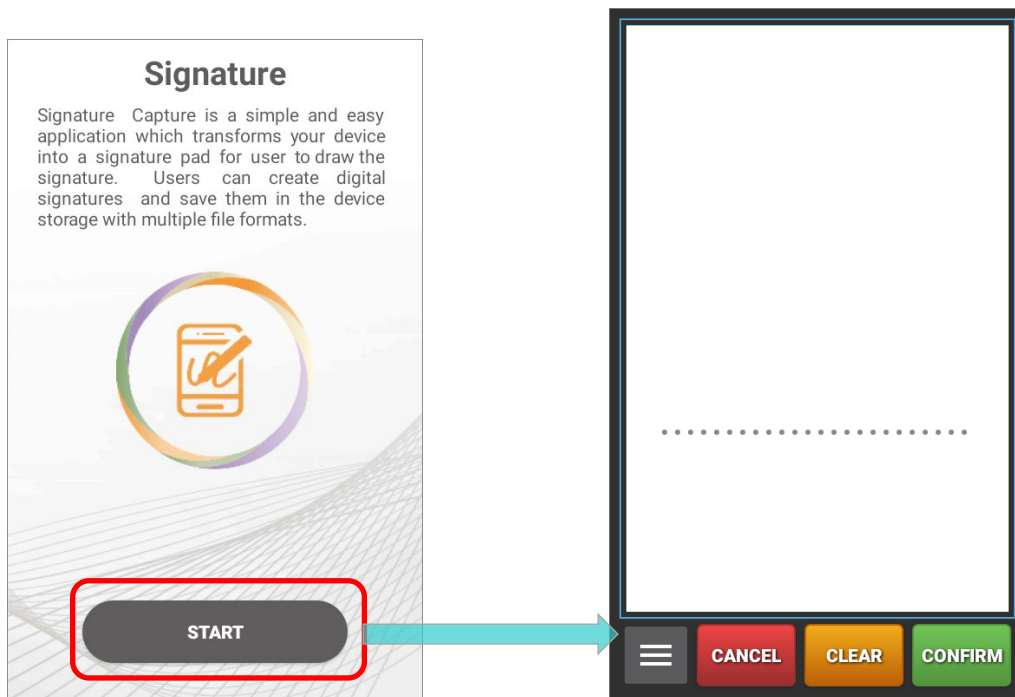 Signature
Signature Capture is a simple and easy
application which transforms your device
into a signature pad for user to draw the
signature. Users can create digital
signatures and save them in the device
storage with multiple file formats.
START
CANCEL
CLEAR
CONFIRM